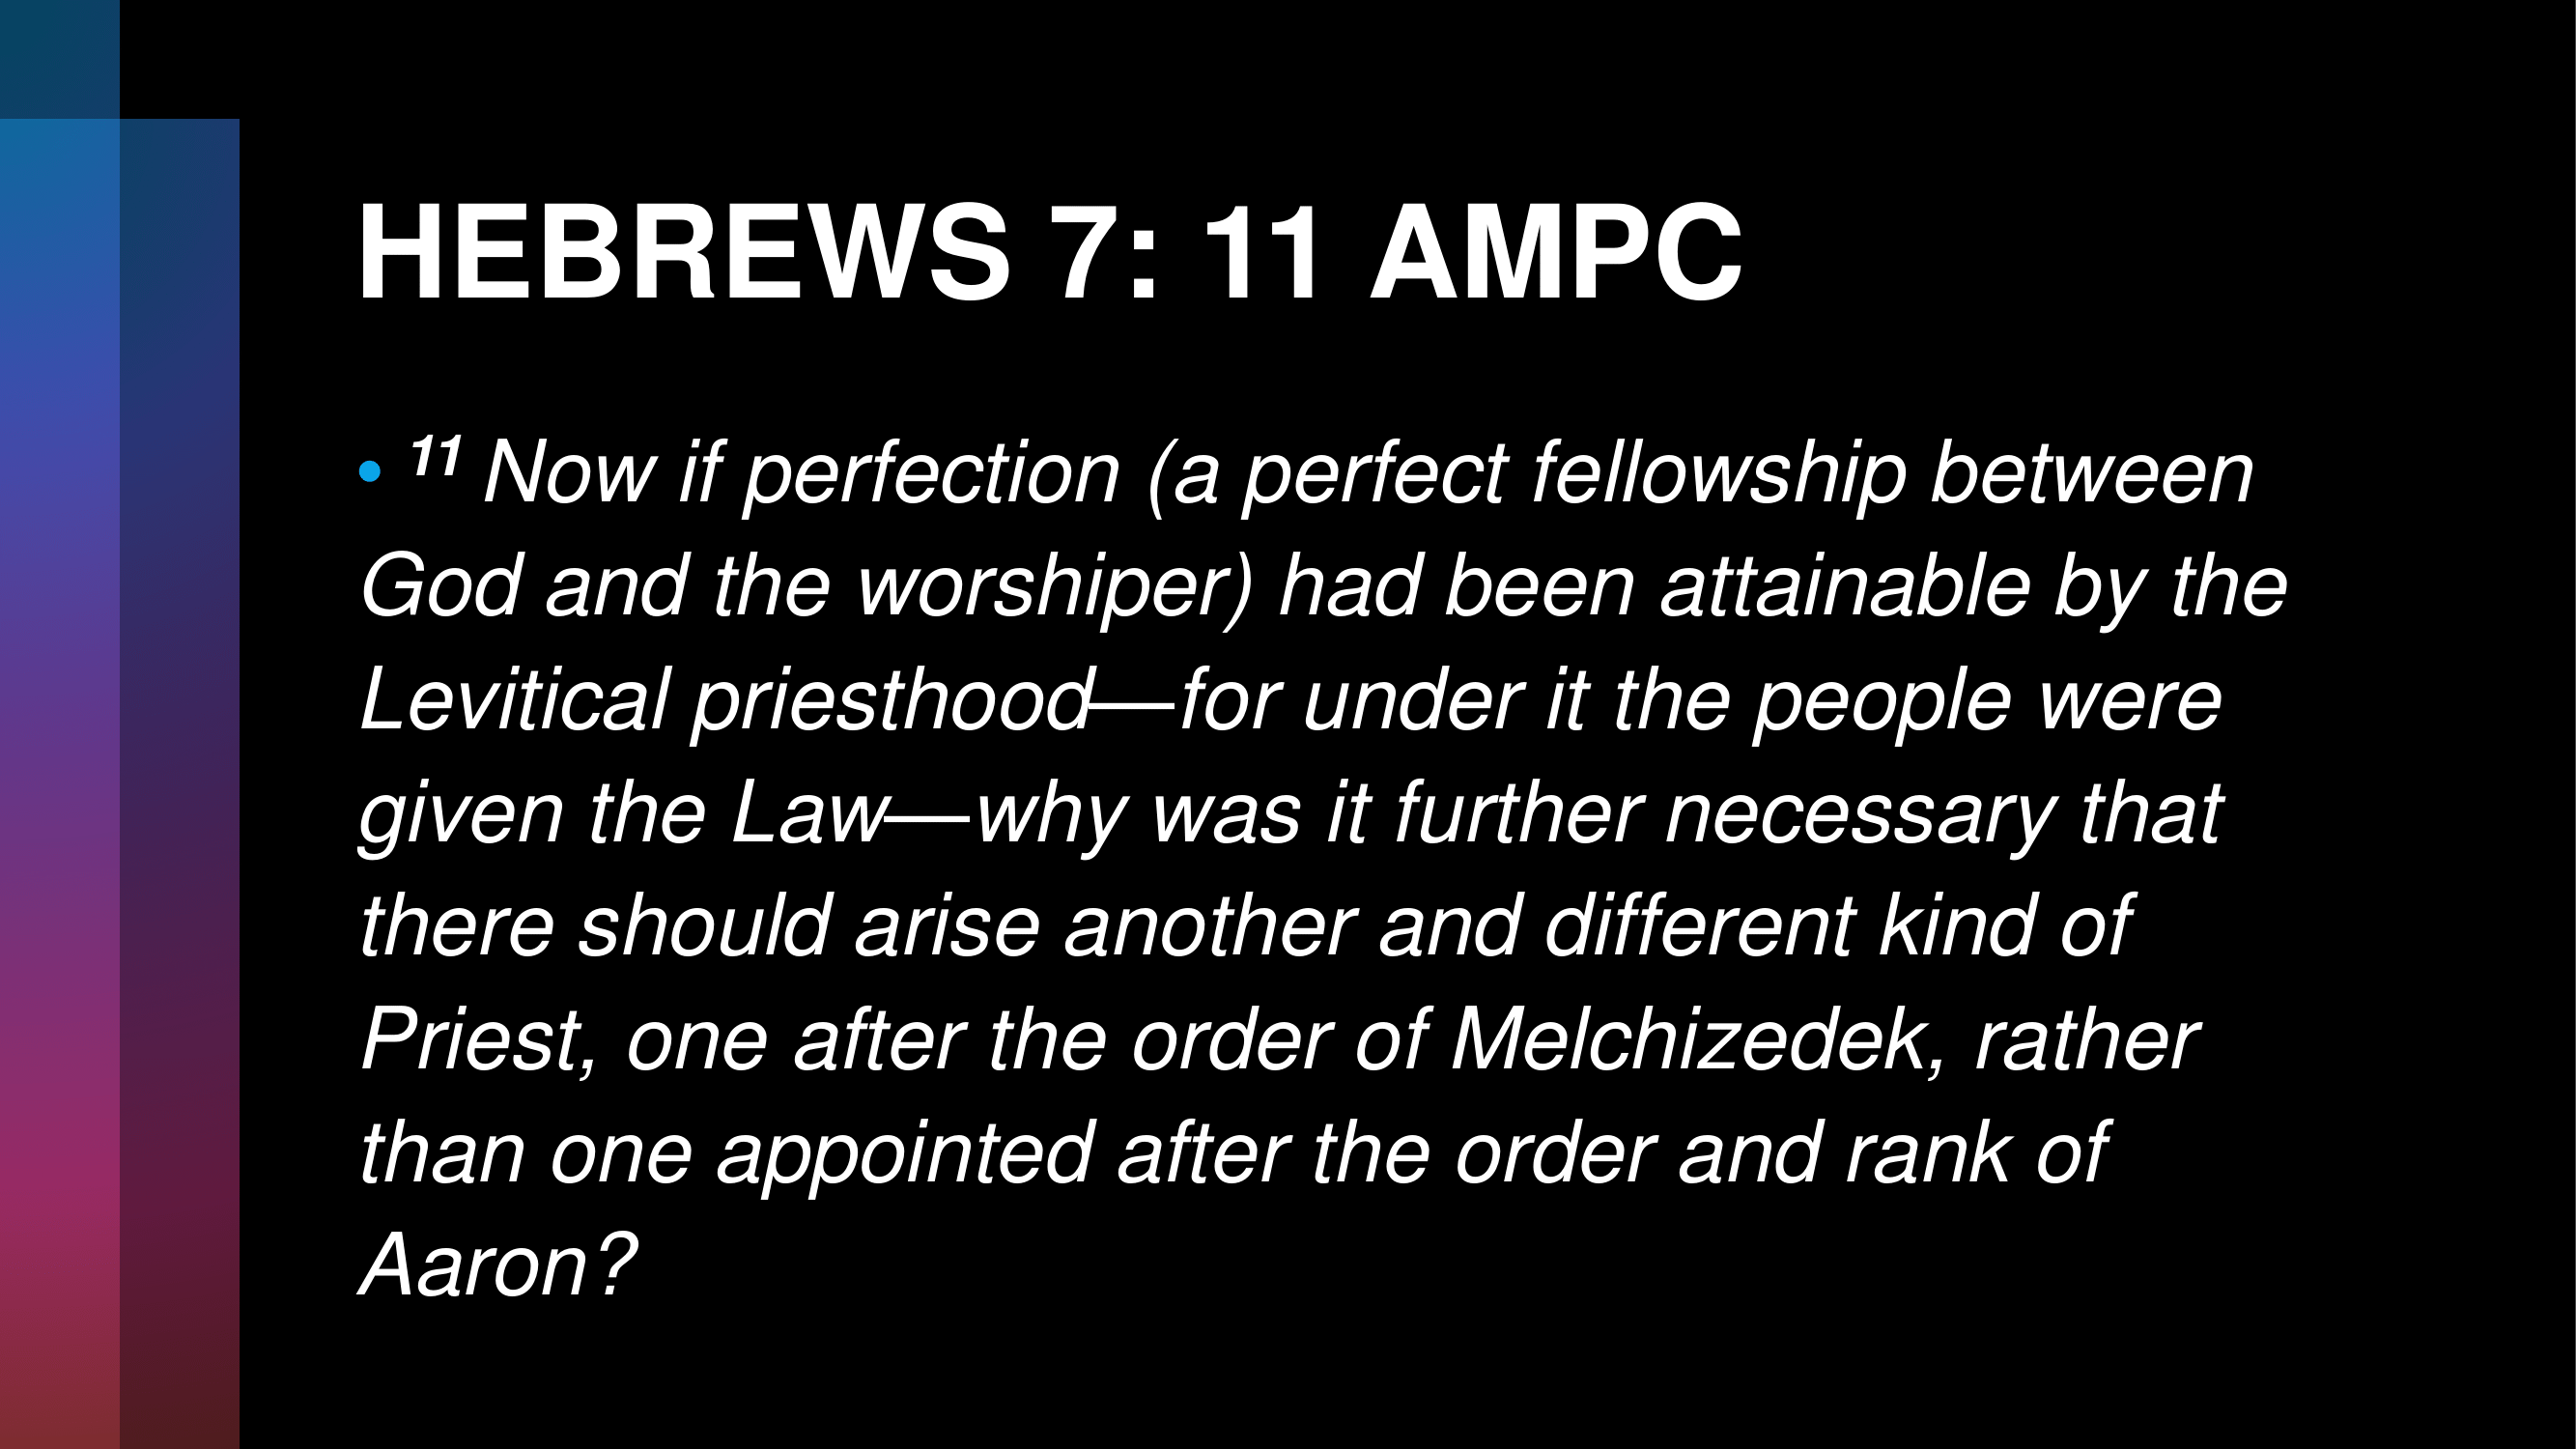 HEBREWS 7: 11 AMPC
• ¹¹ Now if perfection (a perfect fellowship between
God and the worshiper) had been attainable by the
Levitical priesthood—for under it the people were
given the Law—why was it further necessary that
there should arise another and different kind of
Priest, one after the order of Melchizedek, rather
than one appointed after the order and rank of
Aaron?